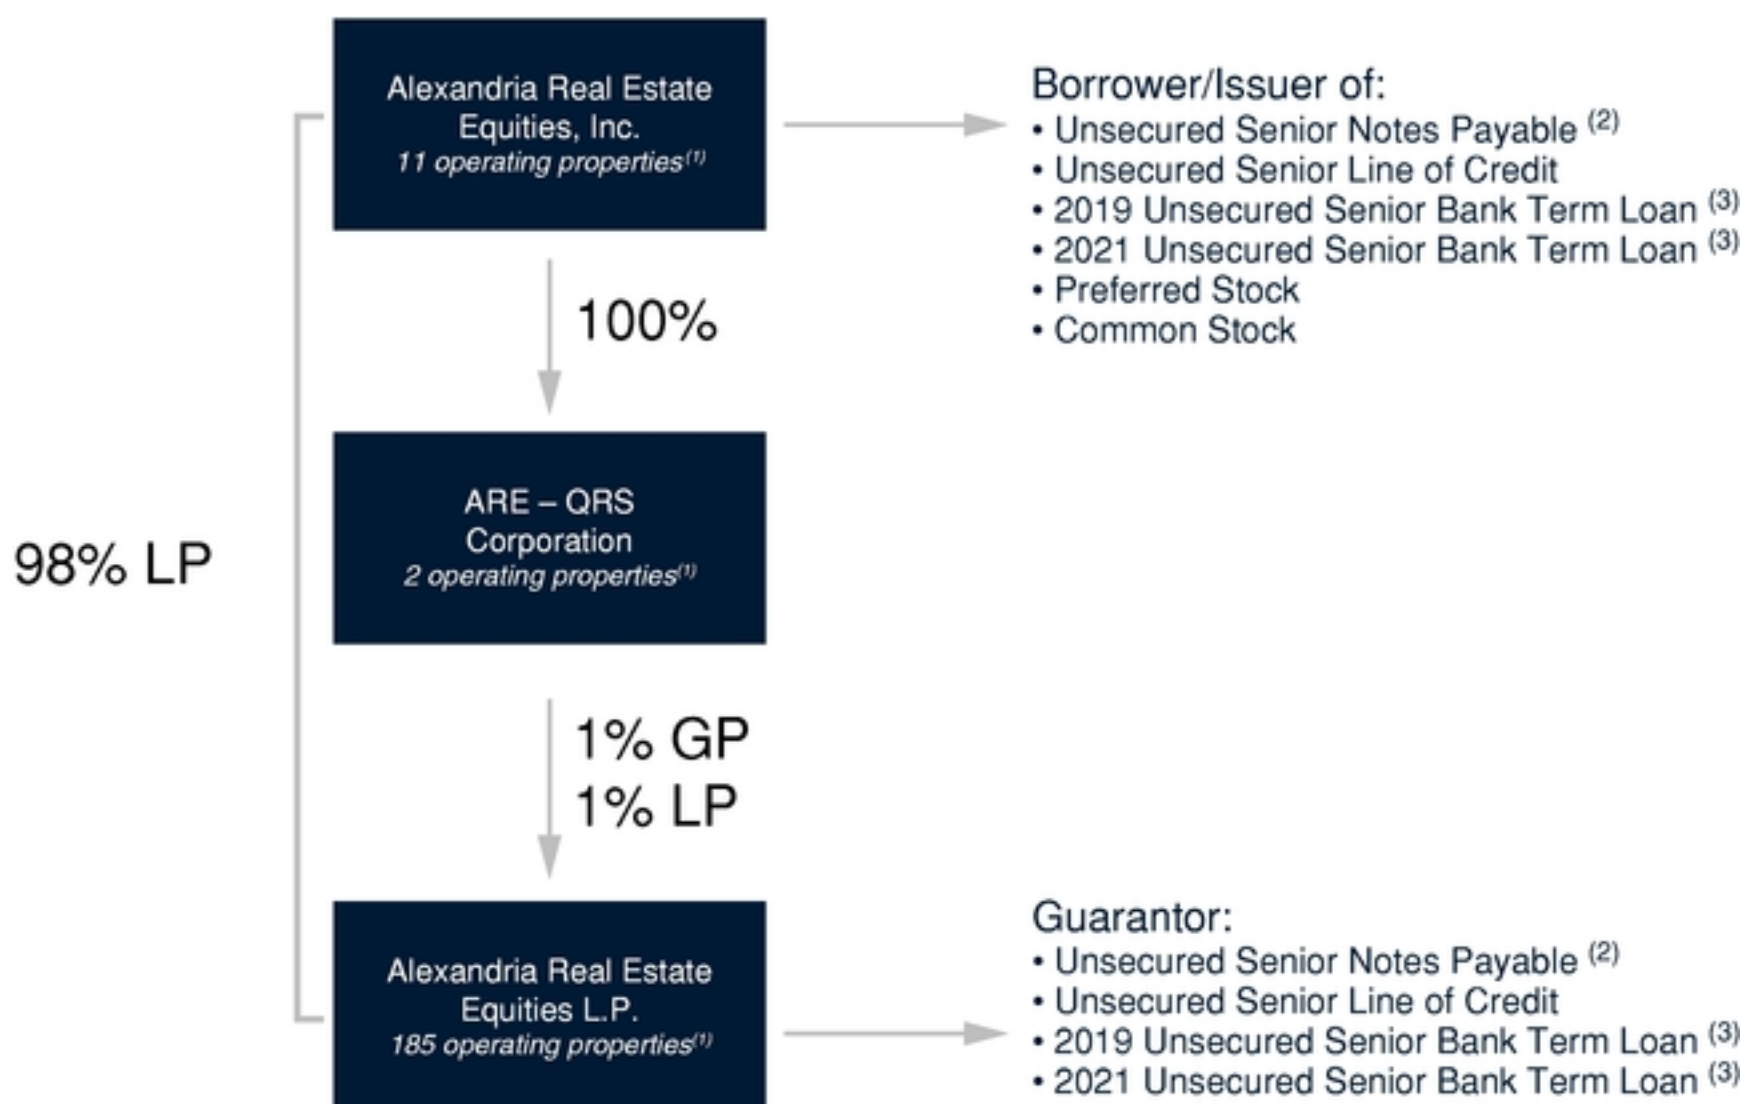 Alexandria Real Estate
Equities, Inc.
11 operating properties(1)
Borrower/Issuer of:
• Unsecured Senior Notes Payable (2)
• Unsecured Senior Line of Credit
• 2019 Unsecured Senior Bank Term Loan (3)
• 2021 Unsecured Senior Bank Term Loan (3)
• Preferred Stock
• Common Stock
100%
ARE – QRS
Corporation
2 operating properties(1)
98% LP
1% GP
1% LP
Alexandria Real Estate
Equities L.P.
185 operating properties(1)
Guarantor:
• Unsecured Senior Notes Payable (2)
• Unsecured Senior Line of Credit
• 2019 Unsecured Senior Bank Term Loan (3)
• 2021 Unsecured Senior Bank Term Loan (3)